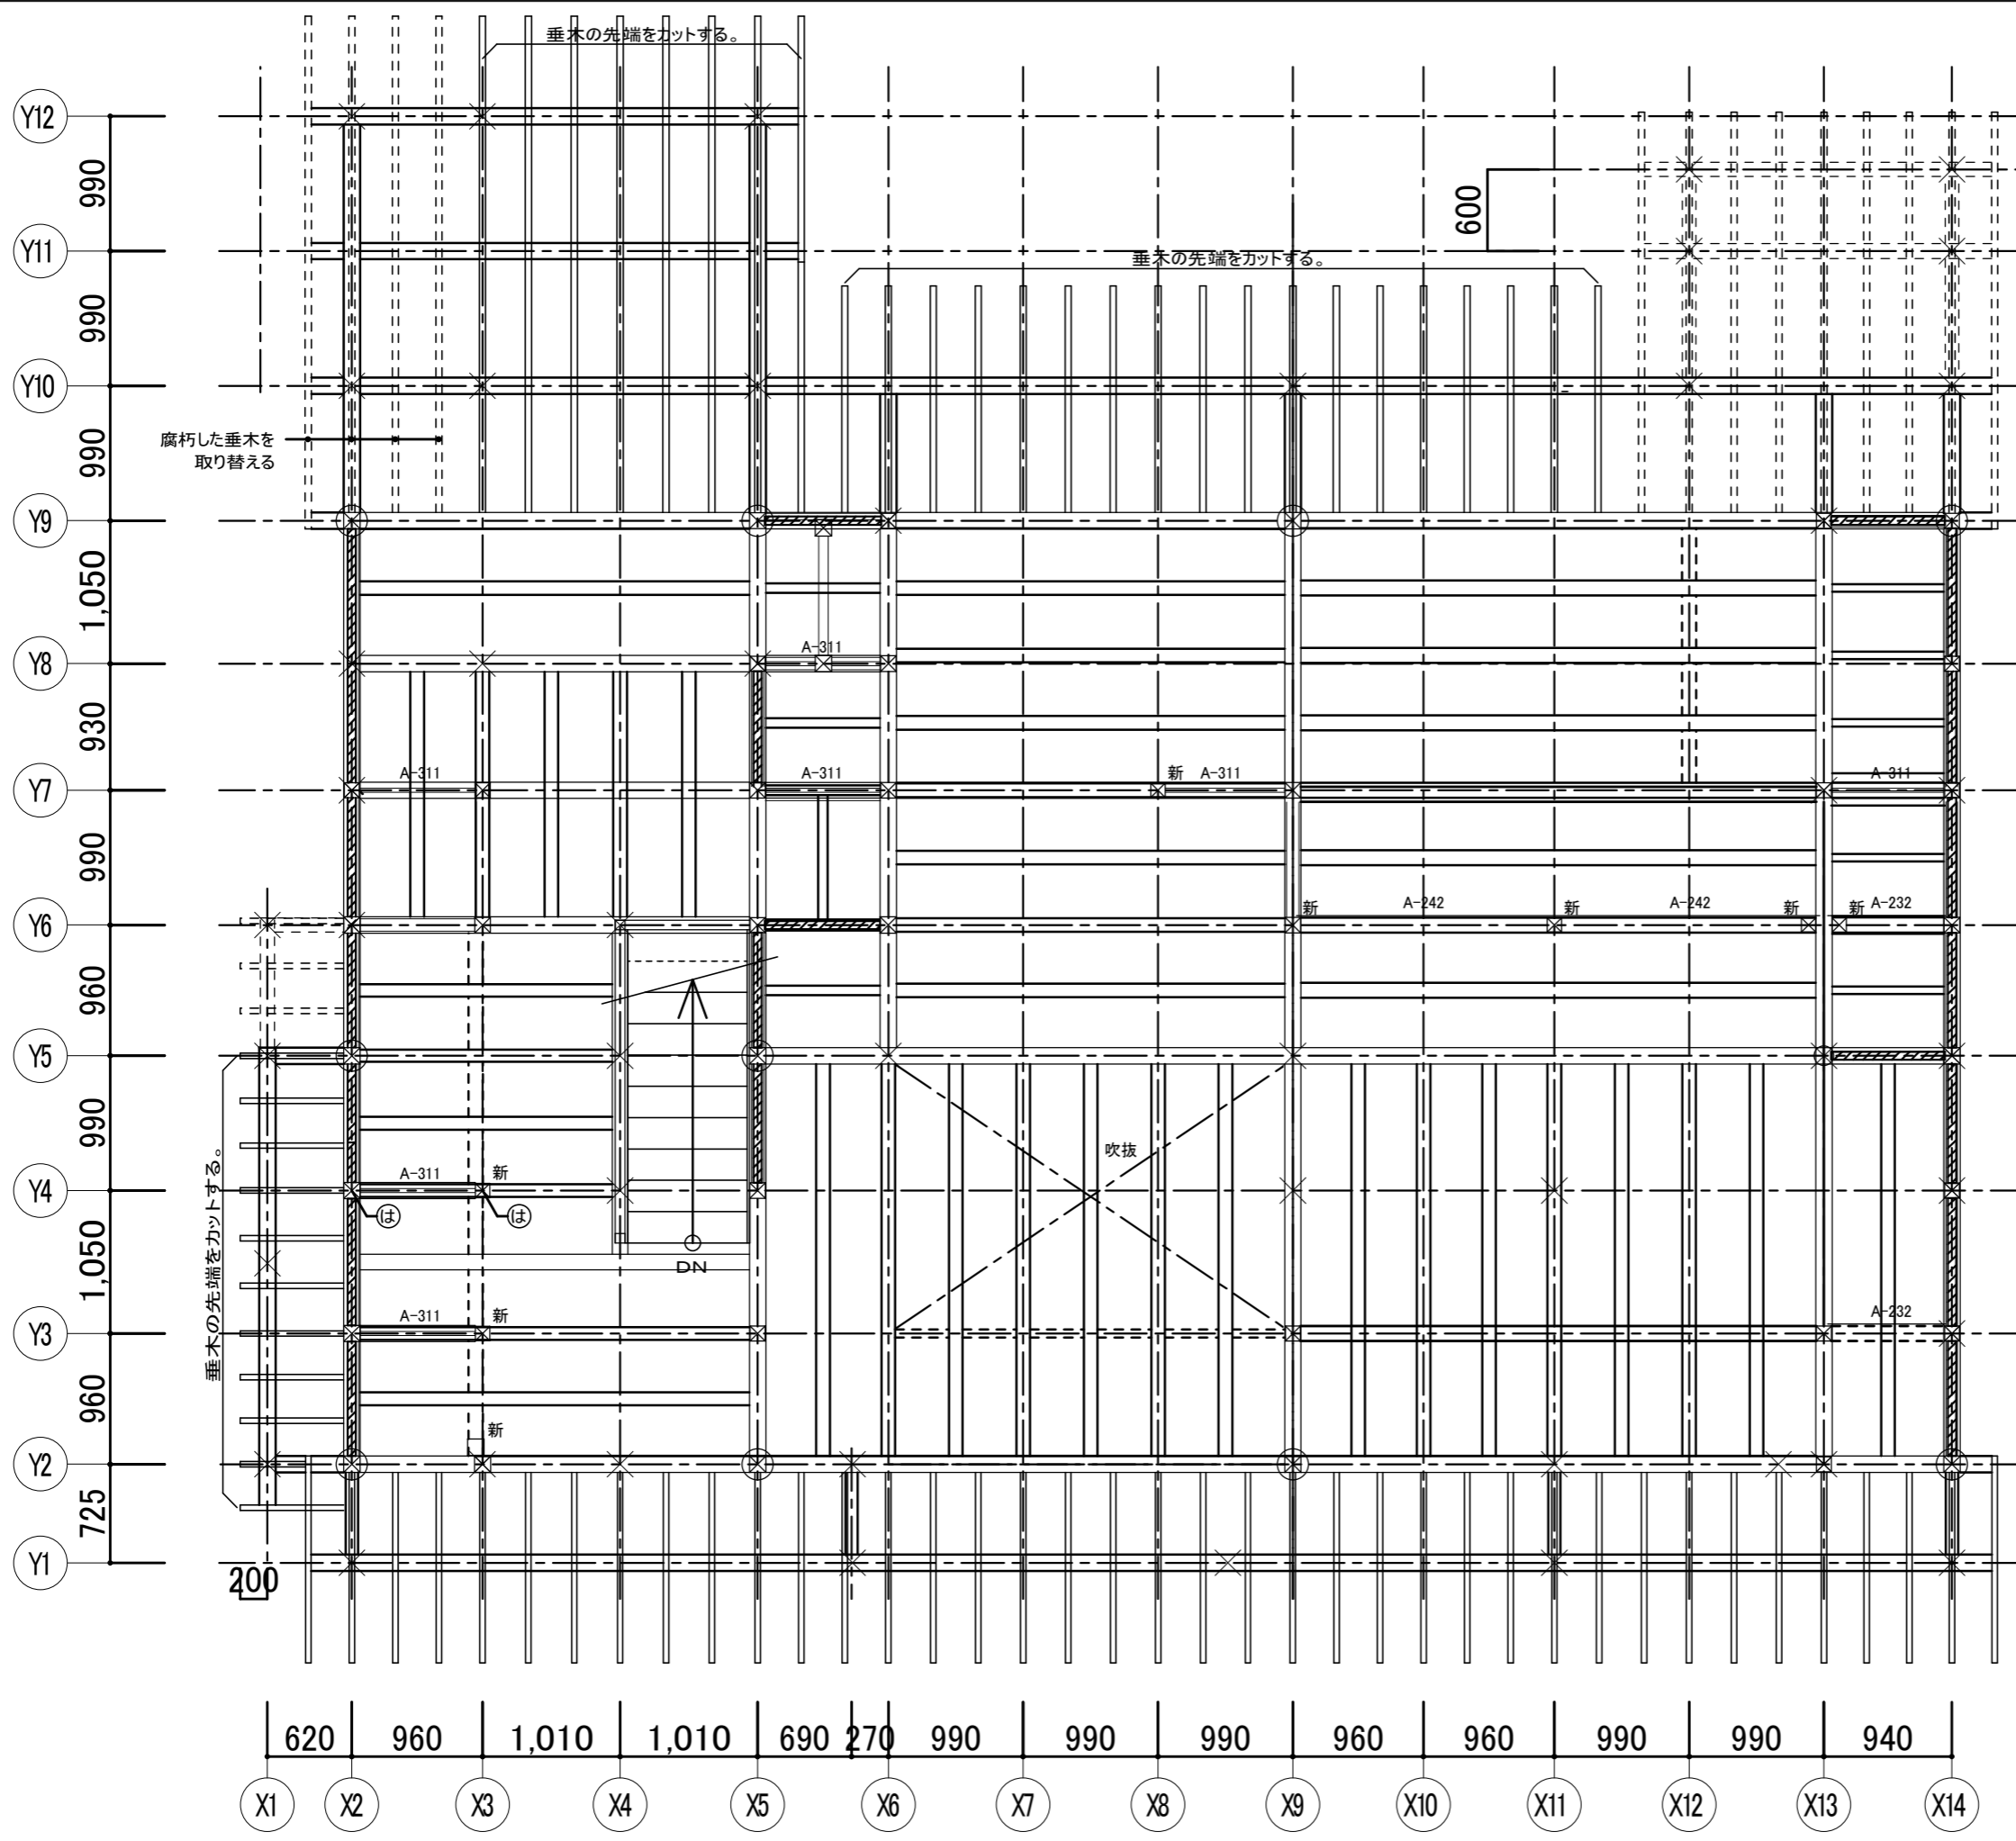 垂木の先端をカットする。
Y12
990
600
Y11
垂木の先端をカットする。
990
Y10
腐朽した垂木を
取り替える
990
Y9
1,050
A-311
Y8
930
A-311
A-311
新 A-311
A-311
Y7
990
新
A-242
新
A-242
新
新 A-232
Y6
960
Y5
990
吹抜
垂木の先端をカットする。
A-311
新
Y4
は
は
1,050
DN
A-311
新
A-232
Y3
960
新
Y2
725
Y1
200
620
960
1,010
1,010
690
270
990
990
990
960
960
990
990
940
X1
X2
X3
X4
X5
X6
X7
X8
X9
X10
X11
X12
X13
X14